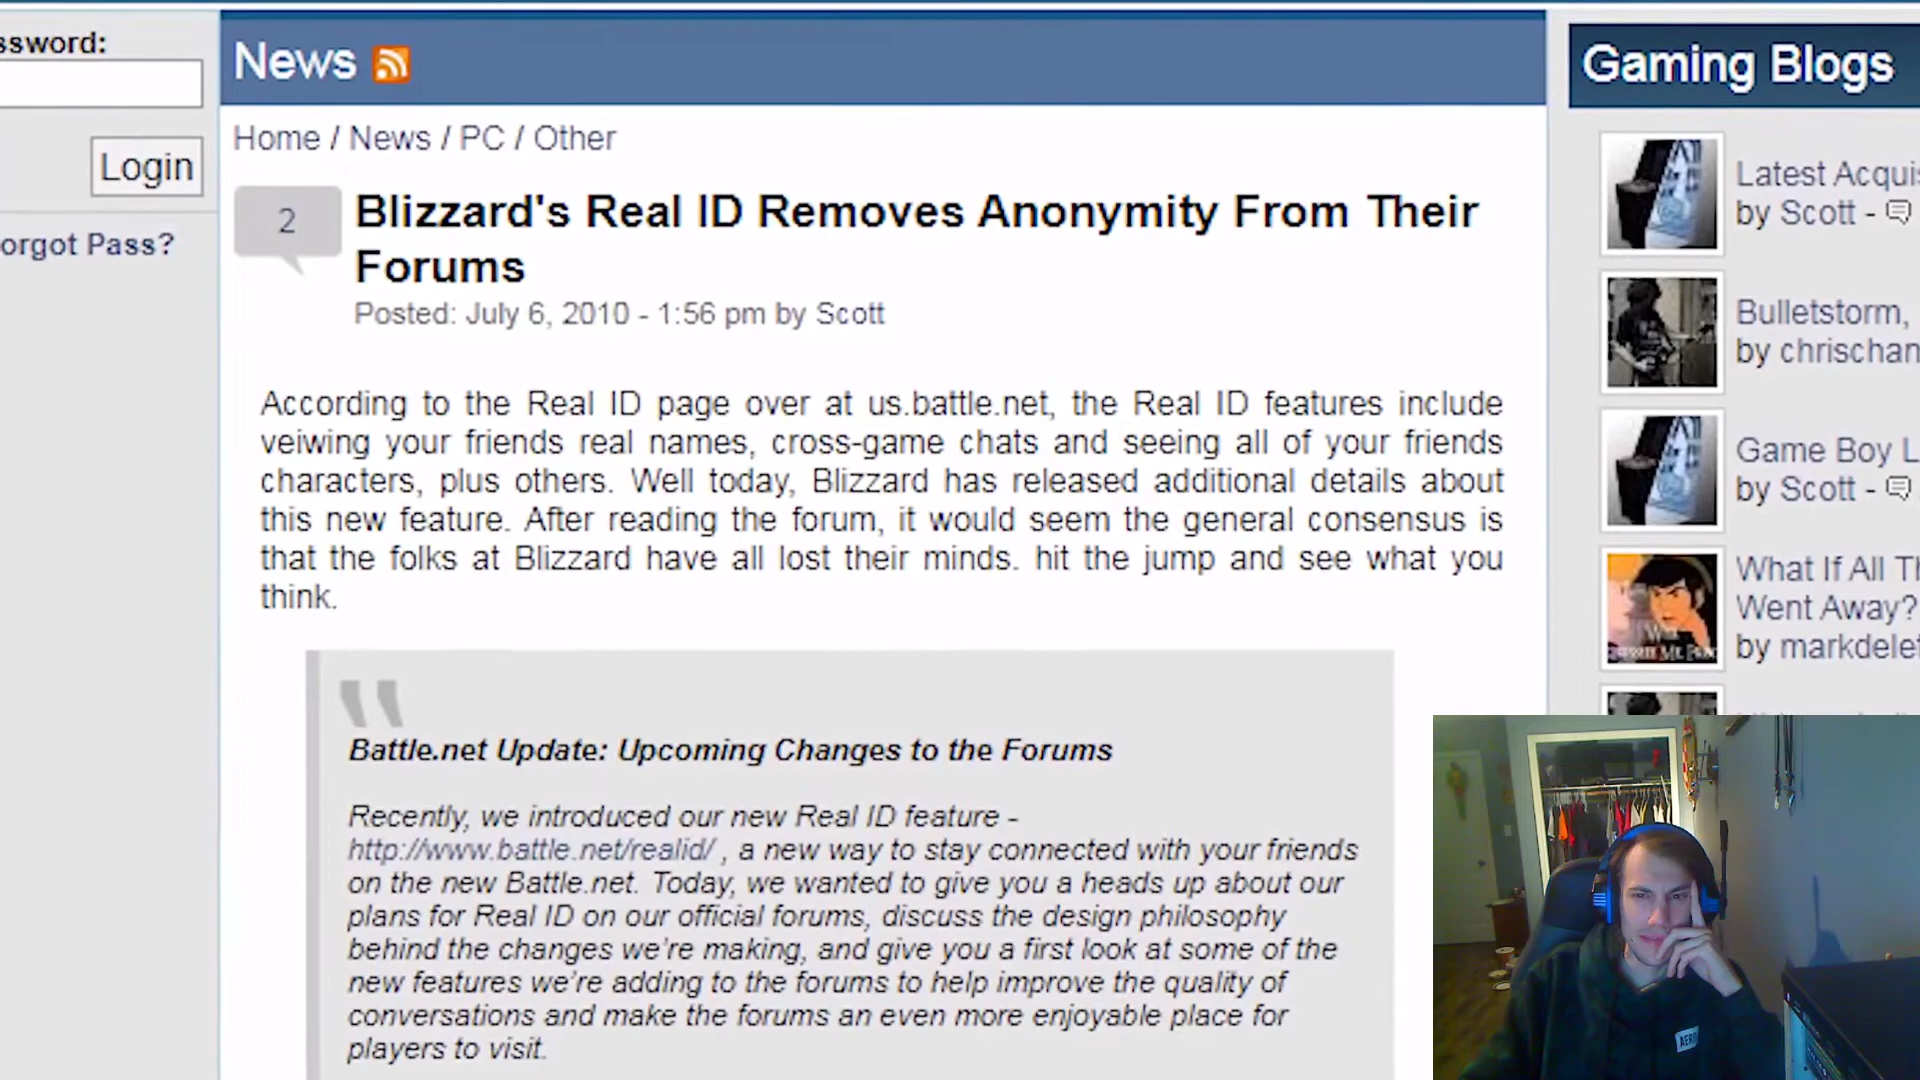 ssword:
Login
orgot Pass?
News
Home / News / PC / Other
2
Blizzard's Real ID Removes Anonymity From Their
Forums
Posted: July 6, 2010 - 1:56 pm by Scott
According to the Real ID page over at us.battle.net, the Real ID features include
veiwing your friends real names, cross-game chats and seeing all of your friends
characters, plus others. Well today, Blizzard has released additional details about
this new feature. After reading the forum, it would seem the general consensus is
that the folks at Blizzard have all lost their minds. hit the jump and see what you
think.
"
Battle.net Update: Upcoming Changes to the Forums
Recently, we introduced our new Real ID feature -
http://www.battle.net/realid/ , a new way to stay connected with your friends
on the new Battle.net. Today, we wanted to give you a heads up about our
plans for Real ID on our official forums, discuss the design philosophy
behind the changes we're making, and give you a first look at some of the
new features we're adding to the forums to help improve the quality of
conversations and make the forums an even more enjoyable place for
players to visit.
Gaming Blogs
Latest Acquis
by Scott -
Bulletstorm,
by chrischan
Game Boy L
by Scott -
What If All Th
Went Away?
by markdelet
AERO